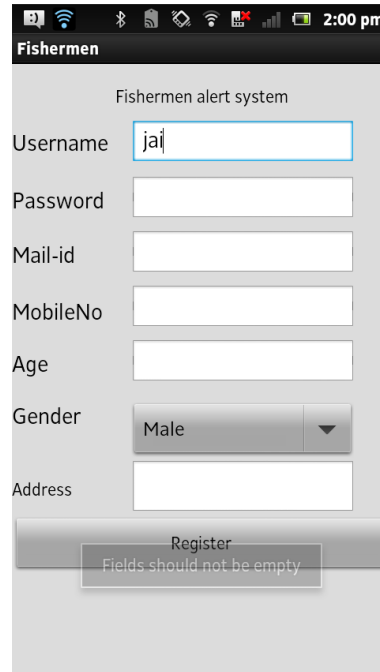 2:00 pm
Fishermen
Fishermen alert system
Username jai
Password
Mail-id
MobileNo
Age
Gender Male
Address
Register
Fields should not be empty